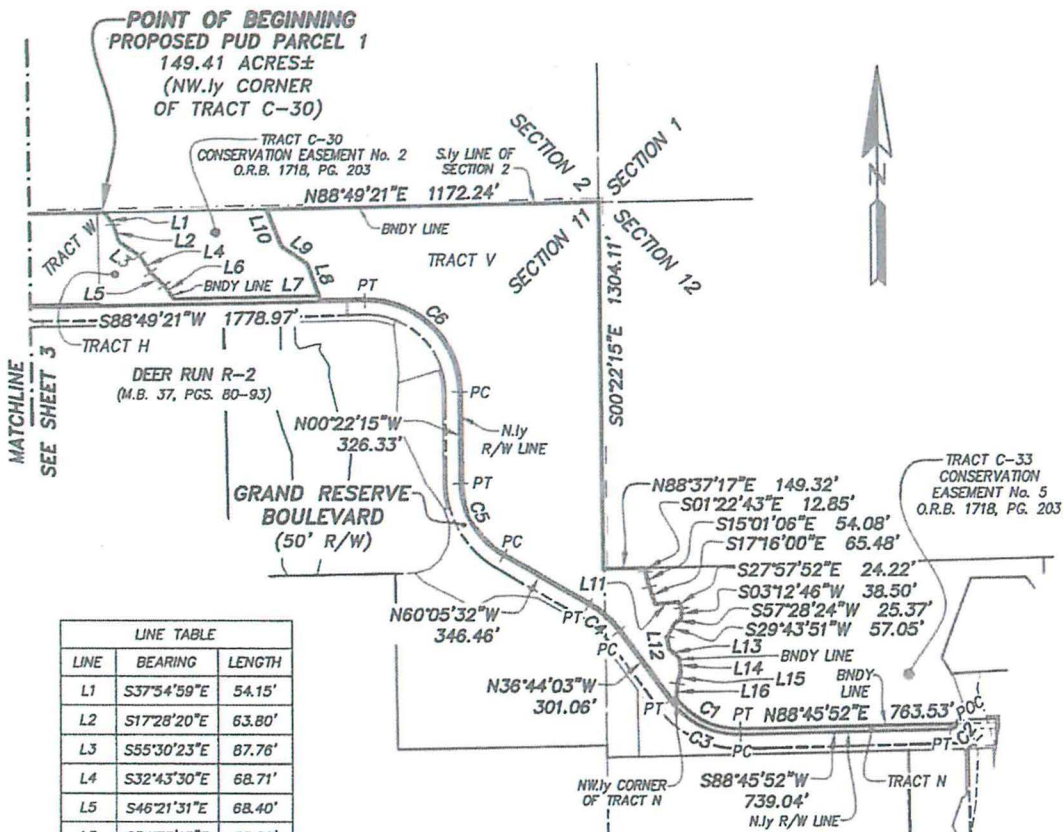 POINT OF BEGINNING
PROPOSED PUD PARCEL 1
149.41 ACRES±
(NW.ly CORNER
OF TRACT C-30)
TRACT C-30
CONSERVATION EASEMENT No. 2
O.R.B. 1718, PG. 203
S.ly LINE OF
SECTION 2
SECTION 2
SECTION 1
N88°49'21"E 1172.24'
BNDY LINE
SECTION 11
SECTION 12
N
TRACT W
L1
L2
L3
L4
L5
L6
BNDY LINE
L7
L8
L9
L10
TRACT V
PT
C6
S88°49'21"W 1778.97'
TRACT H
MATCHLINE
SEE SHEET 3
DEER RUN R-2
(M.B. 37, PGS. 80-93)
S00°22'15"E 1304.11'
PC
N00°22'15"W
326.33'
N.ly
R/W LINE
PT
GRAND RESERVE
BOULEVARD
(50' R/W)
C5
PC
N60°05'32"W
346.46'
L11
PT
C4
PC
N88°37'17"E 149.32'
S01°22'43"E 12.85'
S15°01'06"E 54.08'
S17°16'00"E 65.48'
S27°57'52"E 24.22'
S03°12'46"W 38.50'
S57°28'24"W 25.37'
S29°43'51"W 57.05'
L12
L13
BNDY LINE
L14
L15
L16
TRACT C-33
CONSERVATION
EASEMENT No. 5
O.R.B. 1718, PG. 203
BNDY
LINE
N36°44'03"W
301.06'
PT
C1
PT
N88°45'52"E 763.53'
POC
C2
C3
PC
PT
NW.ly CORNER
OF TRACT N
S88°45'52"W
739.04'
TRACT N
N.ly R/W LINE
LINE TABLE
LINE BEARING LENGTH
L1 S37°54'59"E 54.15'
L2 S17°28'20"E 63.80'
L3 S55°30'23"E 87.76'
L4 S32°43'30"E 68.71'
L5 S46°21'31"E 68.40'